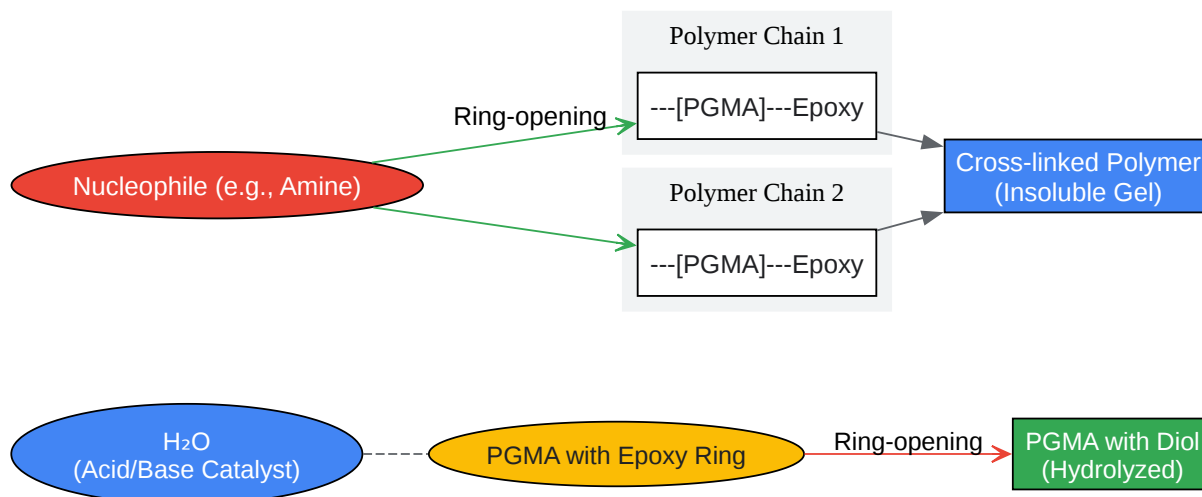 Polymer Chain 1
Ring-opening
---[PGMA]---Epoxy
Nucleophile (e.g., Amine)
Cross-linked Polymer
(Insoluble Gel)
Polymer Chain 2
---[PGMA]---Epoxy
H₂O
(Acid/Base Catalyst)
PGMA with Epoxy Ring
Ring-opening
PGMA with Diol
(Hydrolyzed)